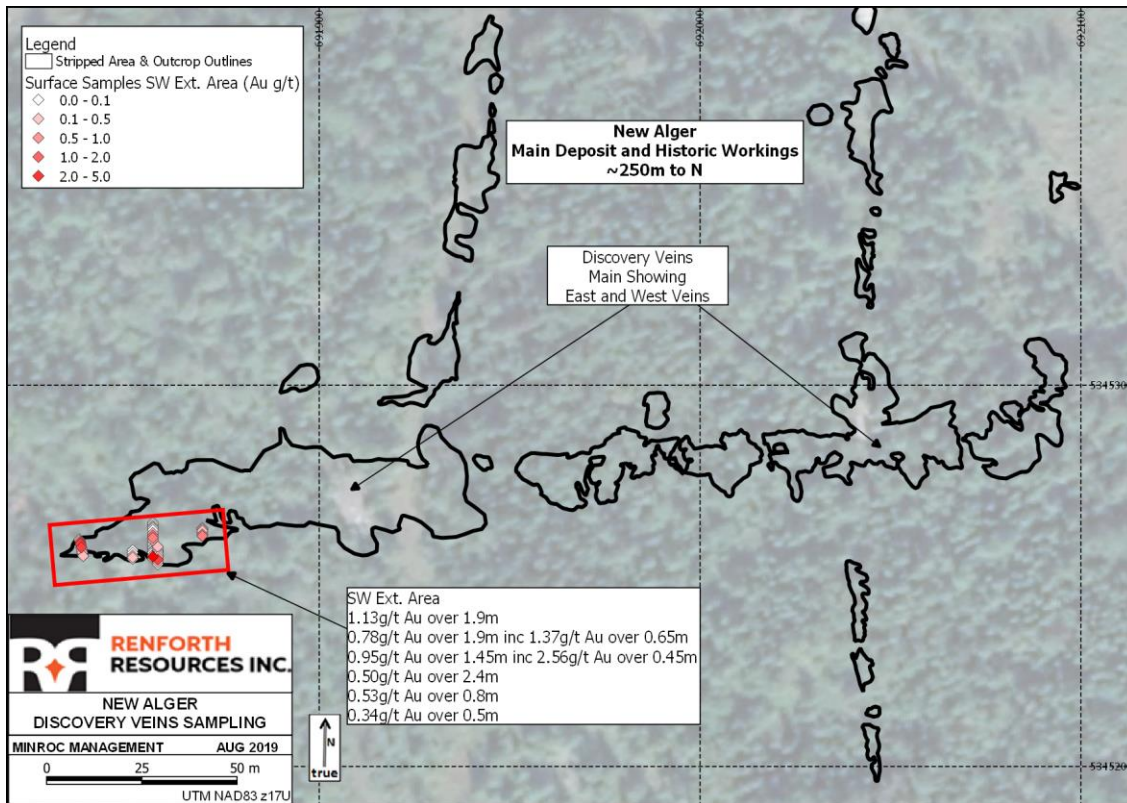 Legend
Stripped Area & Outcrop Outlines
Surface Samples SW Ext. Area (Au g/t)
0.0 - 0.1
0.1 - 0.5
0.5 - 1.0
1.0 - 2.0
2.0 - 5.0
691900
692000
692100
New Alger
Main Deposit and Historic Workings
~250m to N
Discovery Veins
Main Showing
East and West Veins
534530
SW Ext. Area
1.13g/t Au over 1.9m
0.78g/t Au over 1.9m inc 1.37g/t Au over 0.65m
0.95g/t Au over 1.45m inc 2.56g/t Au over 0.45m
0.50g/t Au over 2.4m
0.53g/t Au over 0.8m
0.34g/t Au over 0.5m
RENFORTH
RESOURCES INC.
NEW ALGER
DISCOVERY VEINS SAMPLING
MINROC MANAGEMENT AUG 2019
0 25 50 m
UTM NAD83 z17U
N
true
534520